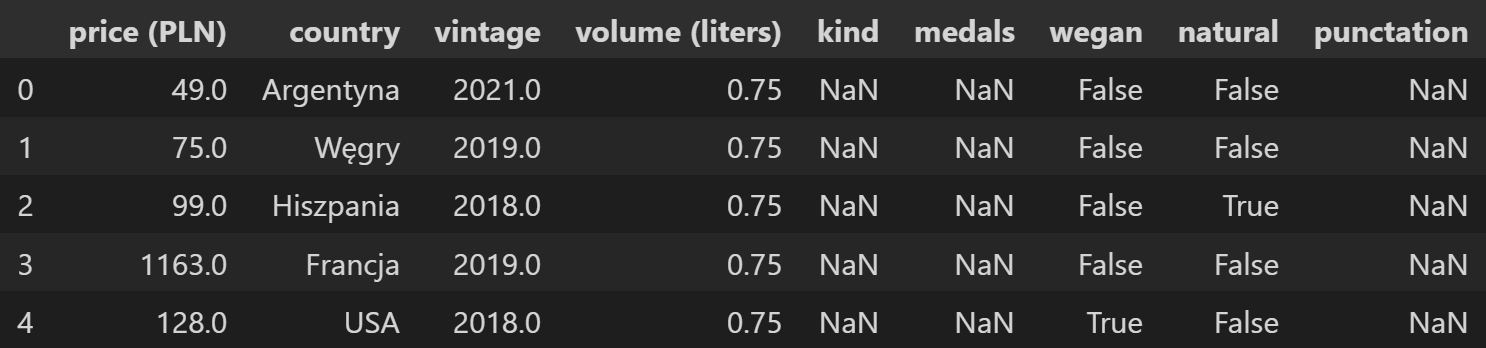 price (PLN) country vintage volume (liters) kind medals wegan natural punctation
0 49.0 Argentyna 2021.0 0.75 NaN NaN False False NaN
1 75.0 Węgry 2019.0 0.75 NaN NaN False False NaN
2 99.0 Hiszpania 2018.0 0.75 NaN NaN False True NaN
3 1163.0 Francja 2019.0 0.75 NaN NaN False False NaN
4 128.0 USA 2018.0 0.75 NaN NaN True False NaN